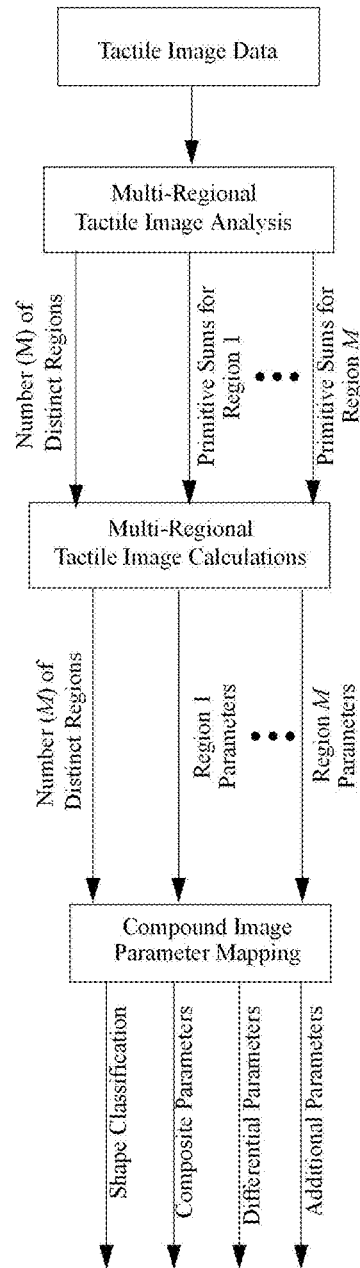 Tactile Image Data
Multi-Regional
Tactile Image Analysis
Number (M) of
Distinct Regions
Primitive Sums for
Region 1
•••
Primitive Sums for
Region M
Multi-Regional
Tactile Image Calculations
Number (M) of
Distinct Regions
Region 1
Parameters
•••
Region M
Parameters
Compound Image
Parameter Mapping
Shape Classification
Composite Parameters
Differential Parameters
Additional Parameters